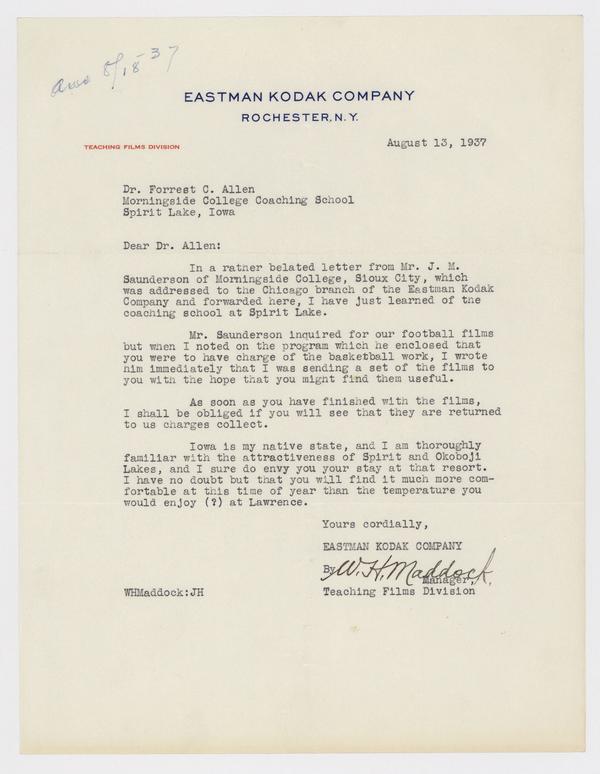 Ans 8/18-37
EASTMAN KODAK COMPANY
ROCHESTER, N.Y.
TEACHING FILMS DIVISION
August 13, 1937
Dr. Forrest C. Allen
Morningside College Coaching School
Spirit Lake, Iowa
Dear Dr. Allen:
In a ratner belated letter from Mr. J. M.
Saunderson of Morningside College, Sioux City, which
was addressed to the Chicago branch of the Eastman Kodak
Company and forwarded here, I have just learned of tne
coaching school at Spirit Lake.
Mr. Saunderson inquired for our football films
but when I noted on the program which he enclosed that
you were to have charge of the basketball work, I wrote
nim immediately that I was sending a set of the films to
you with the hope that you might find them useful.
As soon as you have finished with the films,
I shall be obliged if you will see that they are returned
to us charges collect.
Iowa is my native state, and I am thoroughly
familiar with the attractiveness of Spirit and Okoboji
Lakes, and I sure do envy you your stay at that resort.
I have no doubt but that you will find it much more com-
fortable at this time of year than the temperature you
would enjoy (?) at Lawrence.
Yours cordially,
EASTMAN KODAK COMPANY
By W. H. Maddock
Manager,
WHMaddock:JH Teaching Films Division